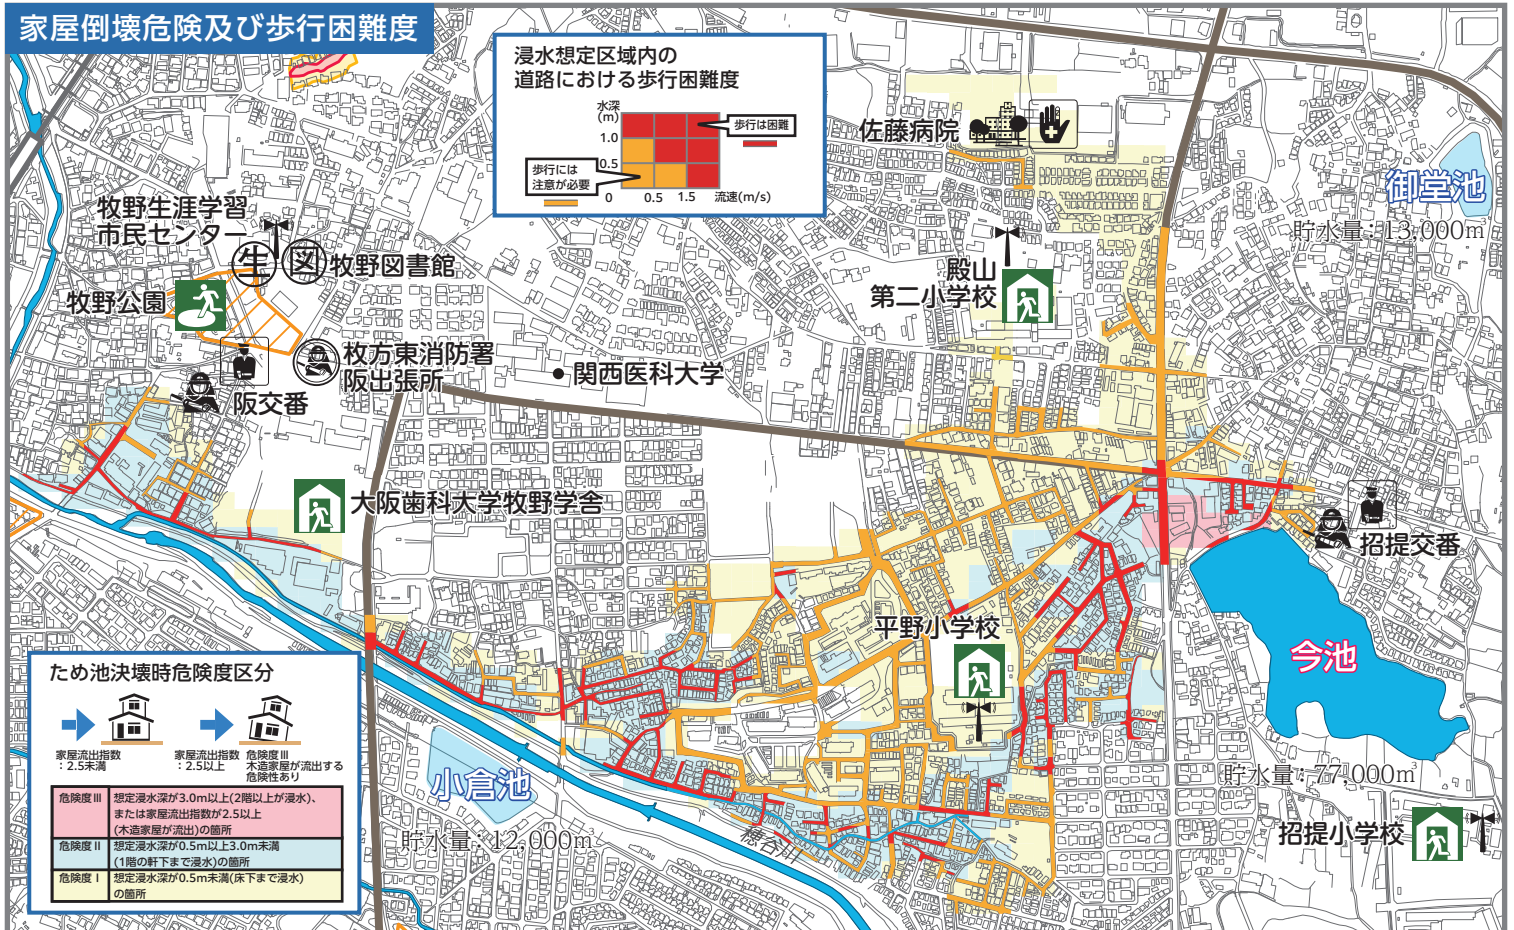 家屋倒壊危険及び歩行困難度
浸水想定区域内の
道路における歩行困難度
水深
(m)
1.0
0.5
0
0.5
1.5
流速(m/s)
歩行は困難
歩行には
注意が必要
佐藤病院
御堂池
貯水量：13,000㎥
牧野生涯学習
市民センター
生
図
牧野図書館
牧野公園
殿山
第二小学校
枚方東消防署
阪出張所
関西医科大学
阪交番
大阪歯科大学牧野学舎
招提交番
平野小学校
今池
貯水量：77,000㎥
小倉池
貯水量：12,000㎥
穂谷川
招提小学校
ため池決壊時危険度区分
家屋流出指数
：2.5未満
家屋流出指数
：2.5以上
危険度Ⅲ
木造家屋が流出する
危険性あり
危険度Ⅲ
想定浸水深が3.0m以上(2階以上が浸水)、
または家屋流出指数が2.5以上
(木造家屋が流出)の箇所
危険度Ⅱ
想定浸水深が0.5m以上3.0m未満
(1階の軒下まで浸水)の箇所
危険度Ⅰ
想定浸水深が0.5m未満(床下まで浸水)
の箇所